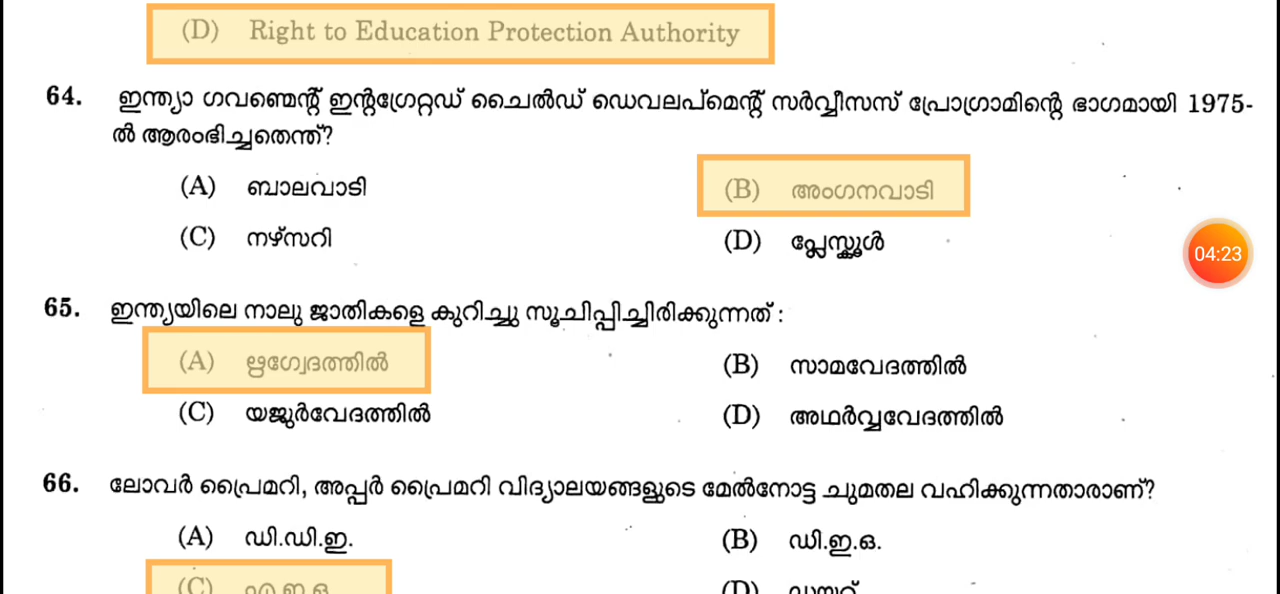 (D) Right to Education Protection Authority
64. ഇന്ത്യാ ഗവണ്മെന്റ് ഇന്റഗ്രേറ്റഡ് ചൈൽഡ് ഡെവലപ്മെന്റ് സർവ്വീസസ് പ്രോഗ്രാമിന്റെ ഭാഗമായി 1975-
ൽ ആരംഭിച്ചതെന്ത്?
(A) ബാലവാടി (B) അംഗനവാടി
(C) നഴ്സറി (D) പ്ലേസ്കൂൾ
04:23
65. ഇന്ത്യയിലെ നാലു ജാതികളെ കുറിച്ചു സൂചിപ്പിച്ചിരിക്കുന്നത് :
(A) ഋഗ്വേദത്തിൽ (B) സാമവേദത്തിൽ
(C) യജുർവേദത്തിൽ (D) അഥർവ്വവേദത്തിൽ
66. ലോവർ പ്രൈമറി, അപ്പർ പ്രൈമറി വിദ്യാലയങ്ങളുടെ മേൽനോട്ട ചുമതല വഹിക്കുന്നതാരാണ്?
(A) ഡി.ഡി.ഇ. (B) ഡി.ഇ.ഒ.
(C) എ.ഇ.ഒ (D)